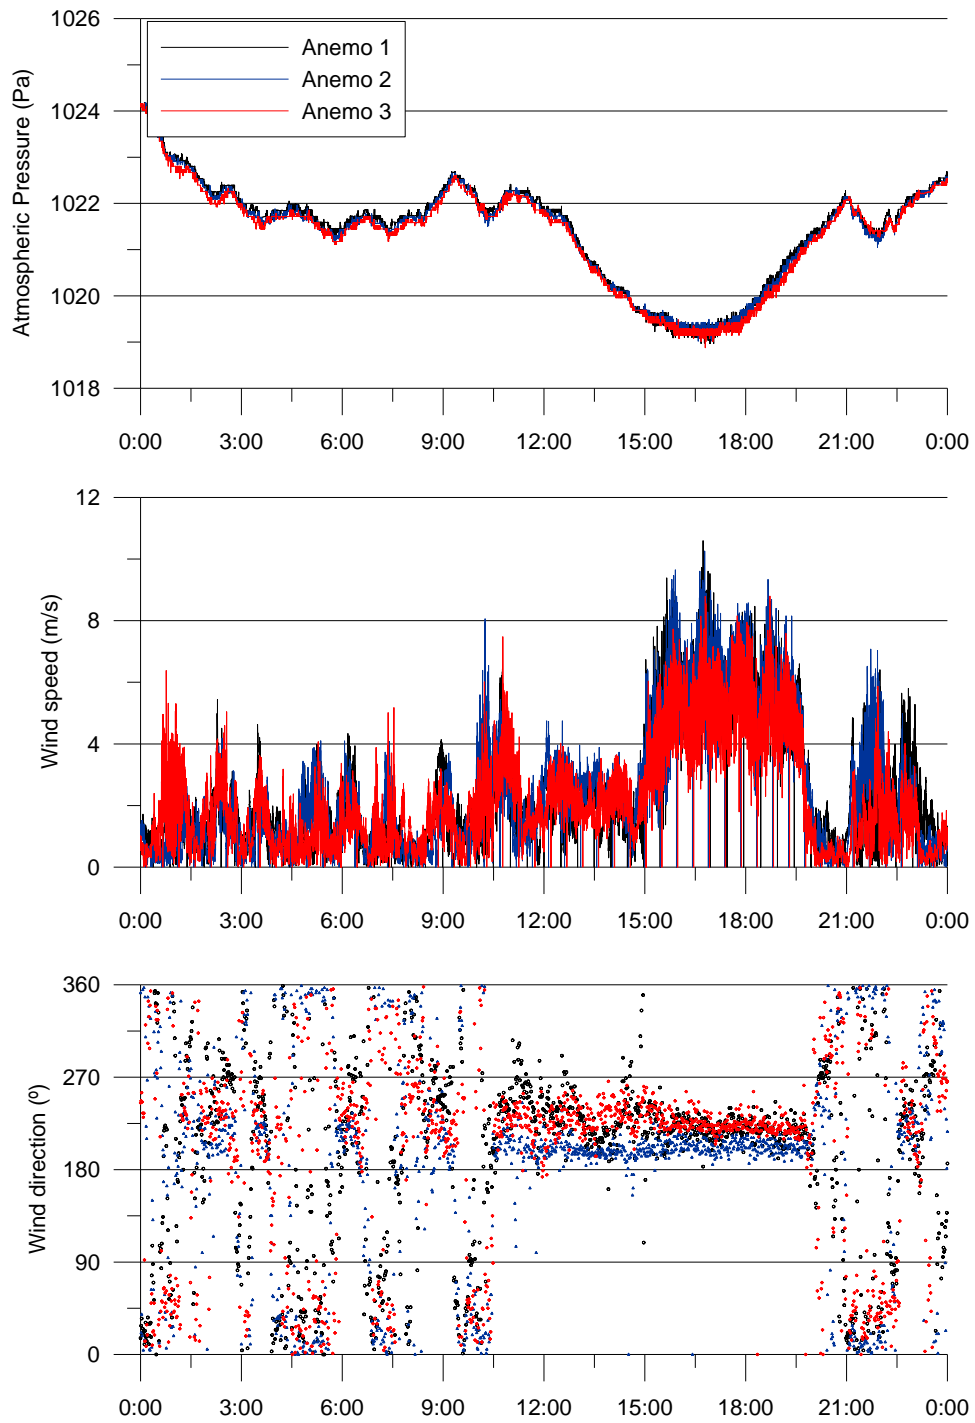 1026
1024
1022
1020
1018
Atmospheric Pressure (Pa)
Anemo 1
Anemo 2
Anemo 3
0:00 3:00 6:00 9:00 12:00 15:00 18:00 21:00 0:00
12
8
4
0
Wind speed (m/s)
0:00 3:00 6:00 9:00 12:00 15:00 18:00 21:00 0:00
360
270
180
90
0
Wind direction (º)
0:00 3:00 6:00 9:00 12:00 15:00 18:00 21:00 0:00